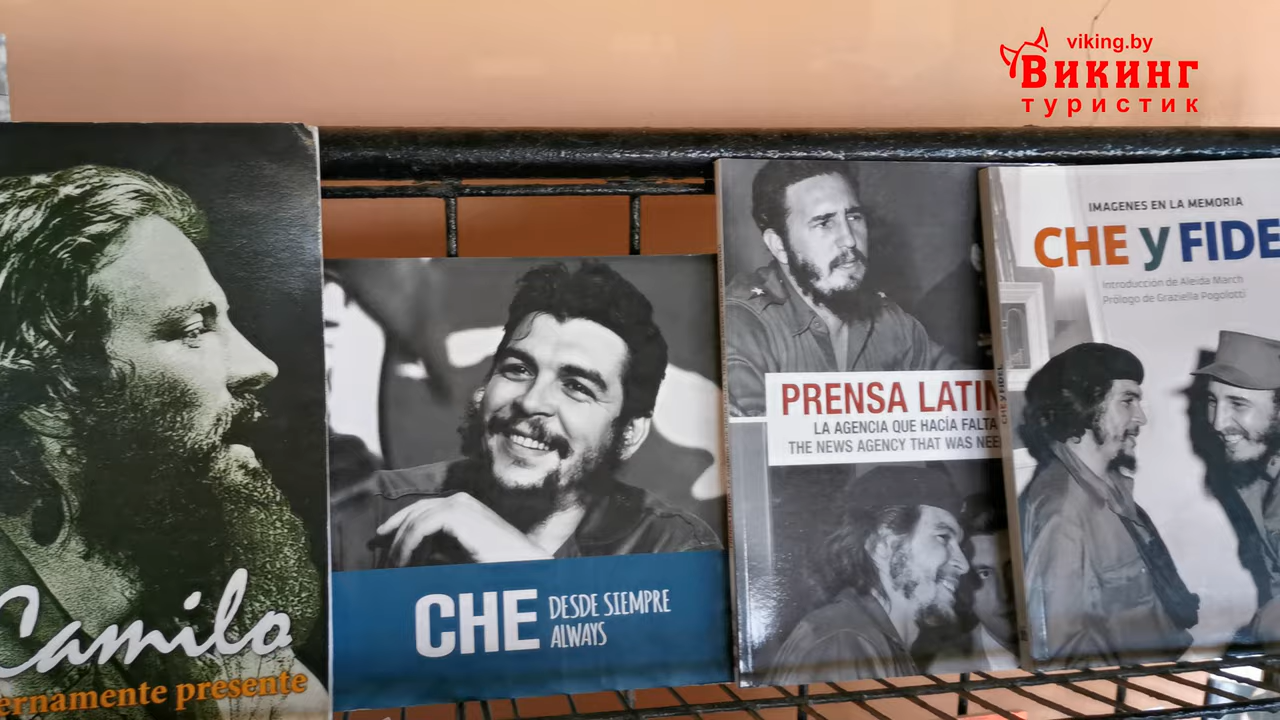 viking.by
Викинг
туристик
Camilo
ernamente presente
CHE DESDE SIEMPRE
ALWAYS
PRENSA LATIN
LA AGENCIA QUE HACÍA FALTA
THE NEWS AGENCY THAT WAS NEE
CHE y FIDEL
IMAGENES EN LA MEMORIA
CHE y FIDE
Introducción de Aleida March
Prólogo de Graziella Pogolotti